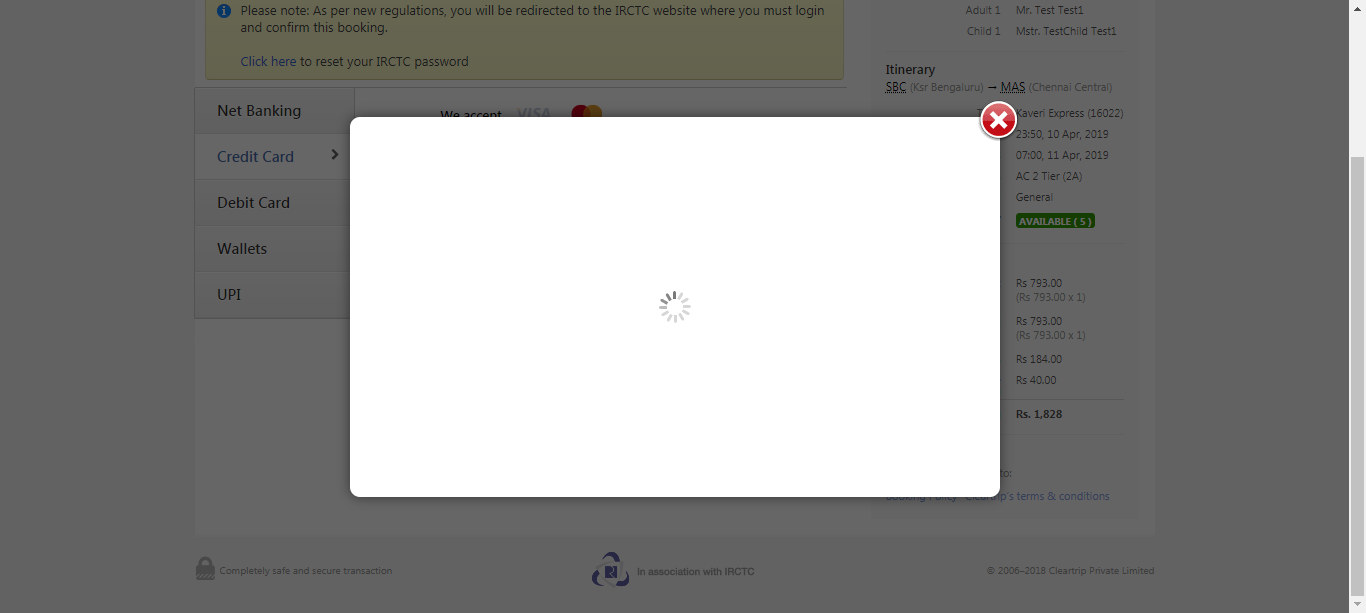 Please note: As per new regulations, you will be redirected to the IRCTC website where you must login
and confirm this booking.
Click here to reset your IRCTC password
Net Banking
Credit Card
Debit Card
Wallets
UPI
We accept
VISA
Adult 1 Mr. Test Test1
Child 1 Mstr. TestChild Test1
Itinerary
SBC (Ksr Bengaluru) → MAS (Chennai Central)
Kaveri Express (16022)
23:50, 10 Apr, 2019
07:00, 11 Apr, 2019
AC 2 Tier (2A)
General
AVAILABLE ( 5 )
Rs 793.00
(Rs 793.00 x 1)
Rs 793.00
(Rs 793.00 x 1)
Rs 184.00
Rs 40.00
Rs. 1,828
to:
Booking Policy Cleartrip's terms & conditions
Completely safe and secure transaction
In association with IRCTC
© 2006–2018 Cleartrip Private Limited